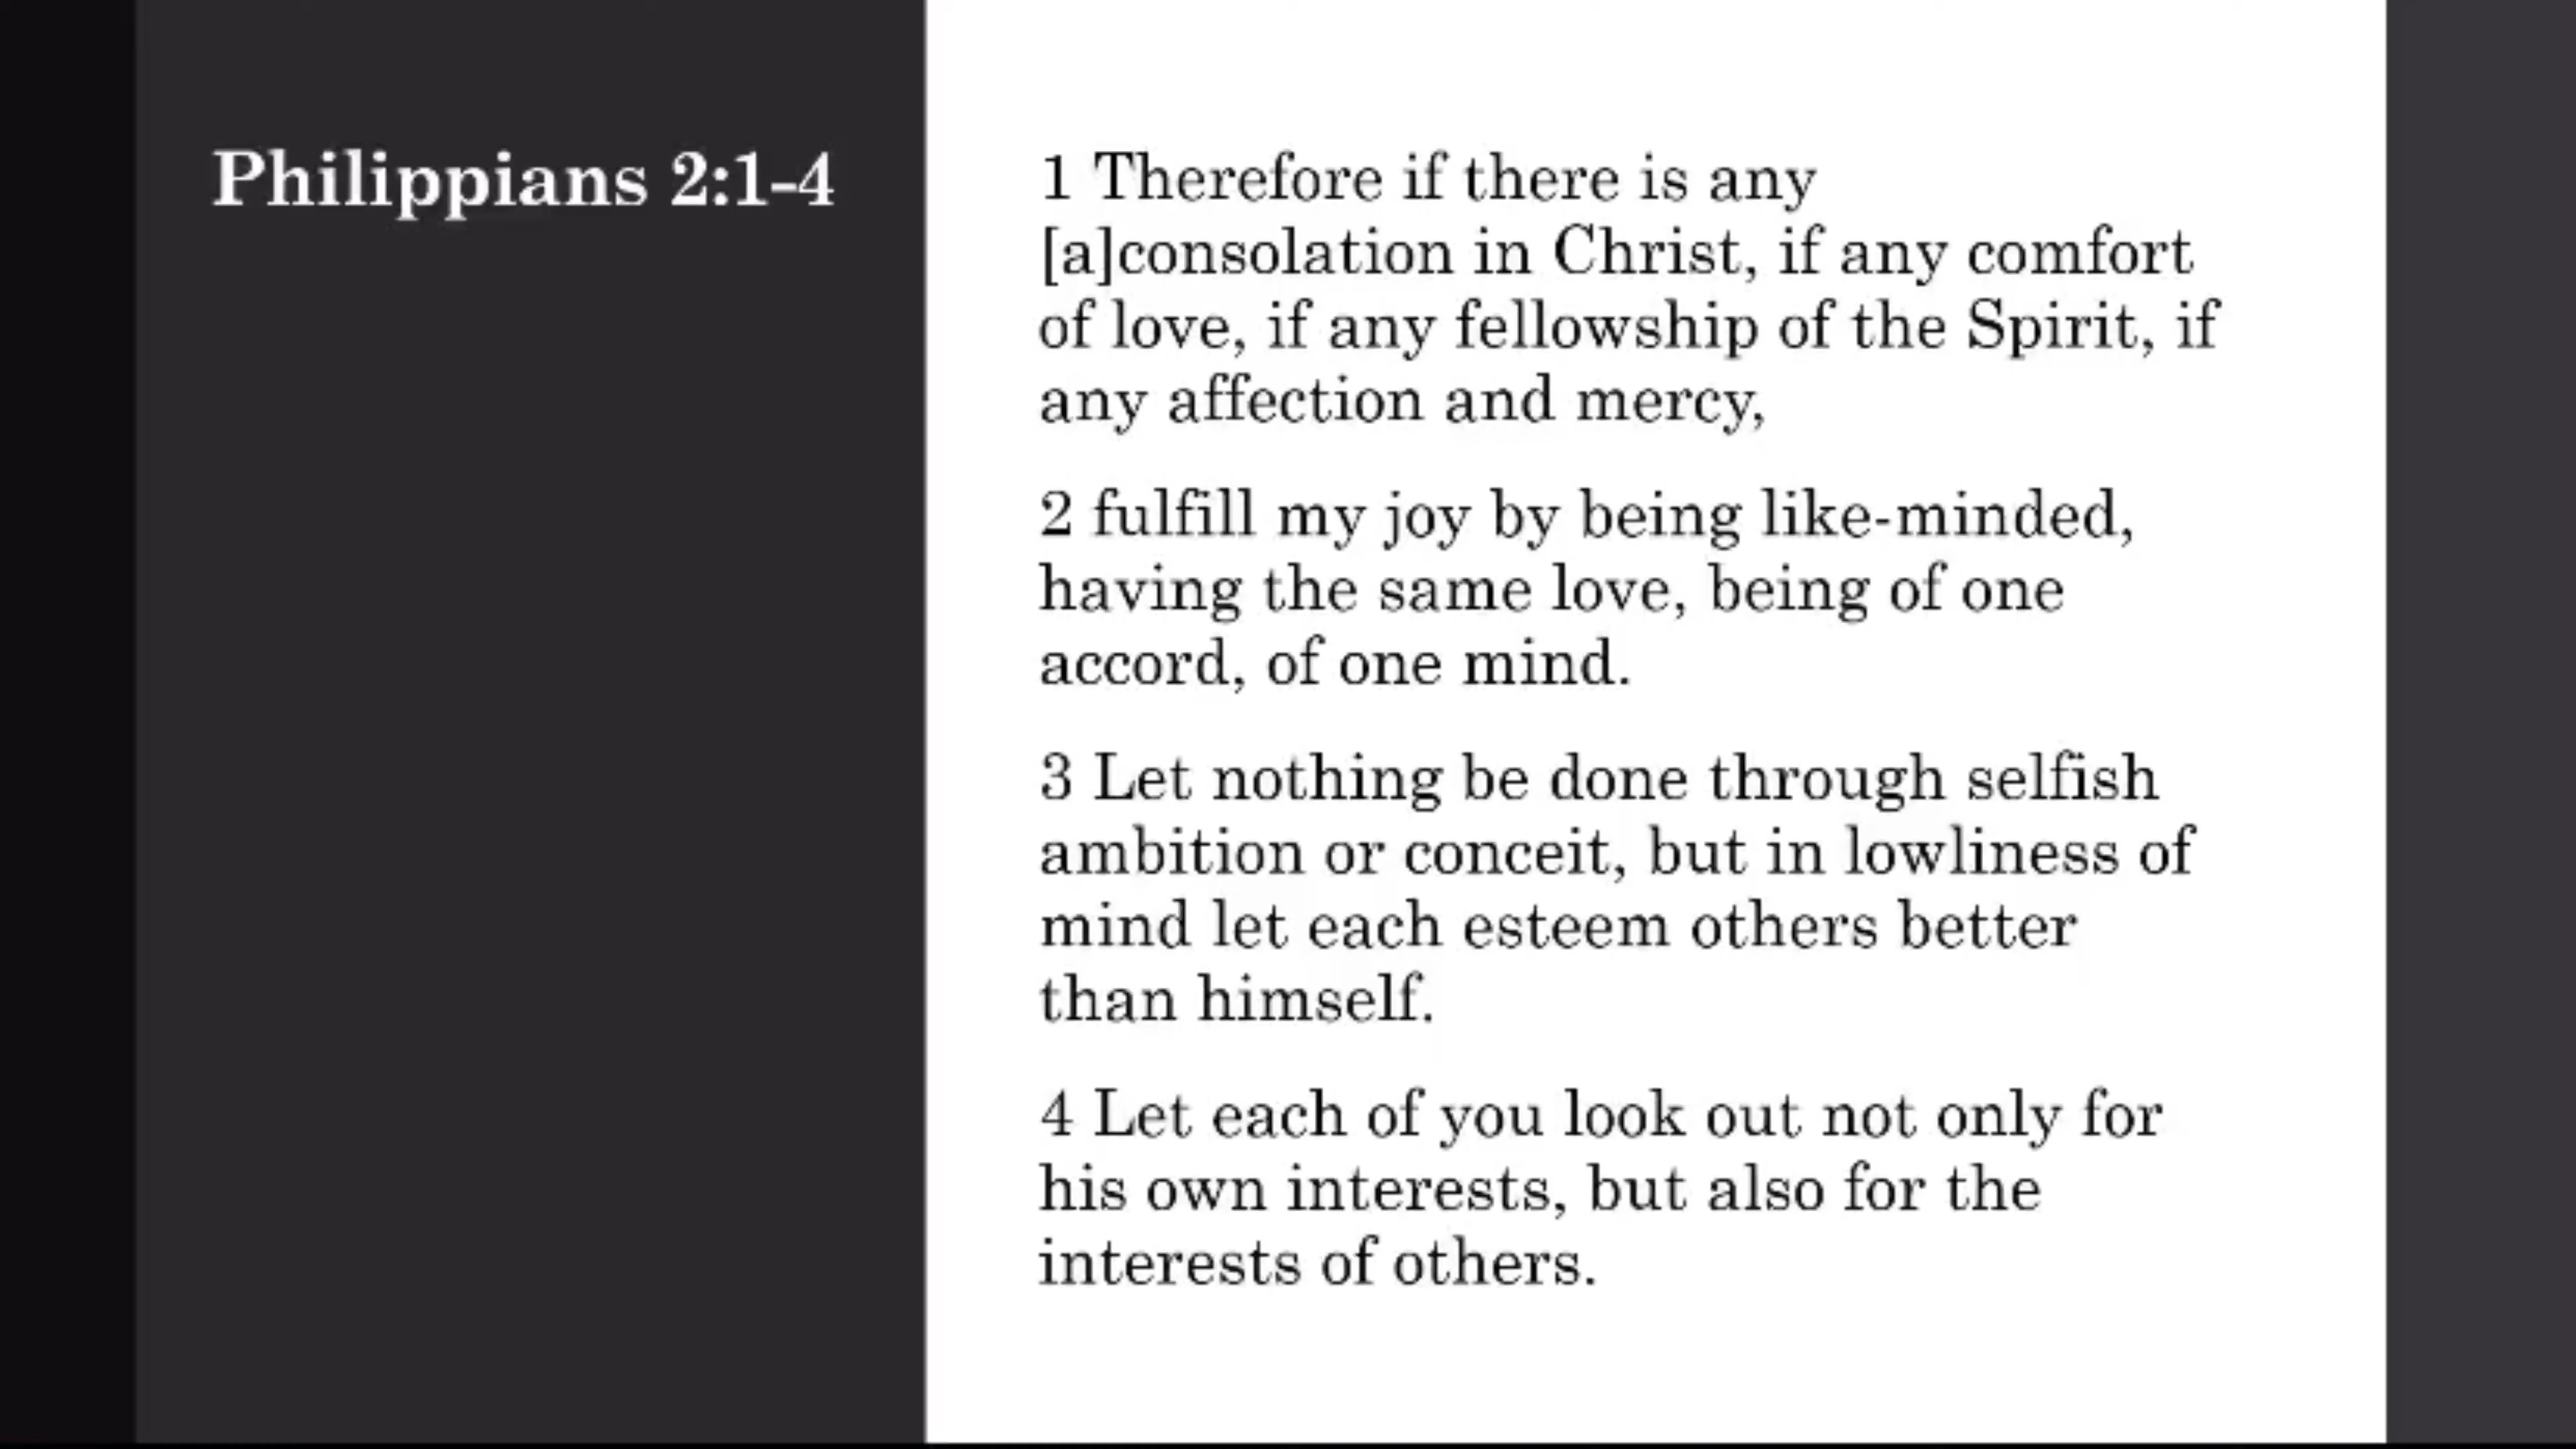 Philippians 2:1-4
1 Therefore if there is any
[a]consolation in Christ, if any comfort
of love, if any fellowship of the Spirit, if
any affection and mercy,
2 fulfill my joy by being like-minded,
having the same love, being of one
accord, of one mind.
3 Let nothing be done through selfish
ambition or conceit, but in lowliness of
mind let each esteem others better
than himself.
4 Let each of you look out not only for
his own interests, but also for the
interests of others.